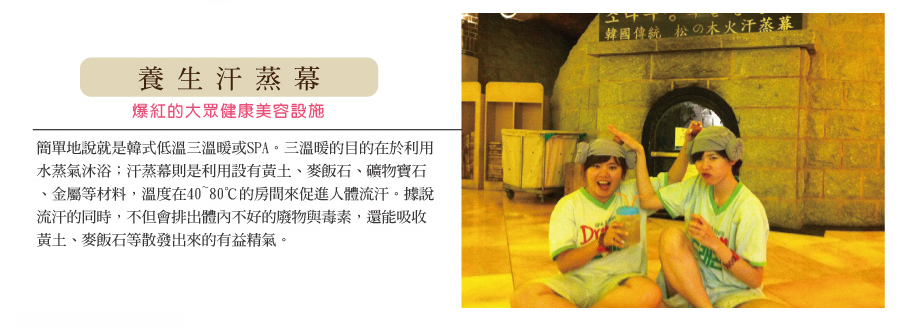 養生汗蒸幕
爆紅的大眾健康美容設施
簡單地說就是韓式低溫三溫暖或SPA。三溫暖的目的在於利用
水蒸氣沐浴；汗蒸幕則是利用設有黃土、麥飯石、礦物寶石
、金屬等材料，溫度在40~80℃的房間來促進人體流汗。據說
流汗的同時，不但會排出體內不好的廢物與毒素，還能吸收
黃土、麥飯石等散發出來的有益精氣。
韓國傳統 松の木火汗蒸幕